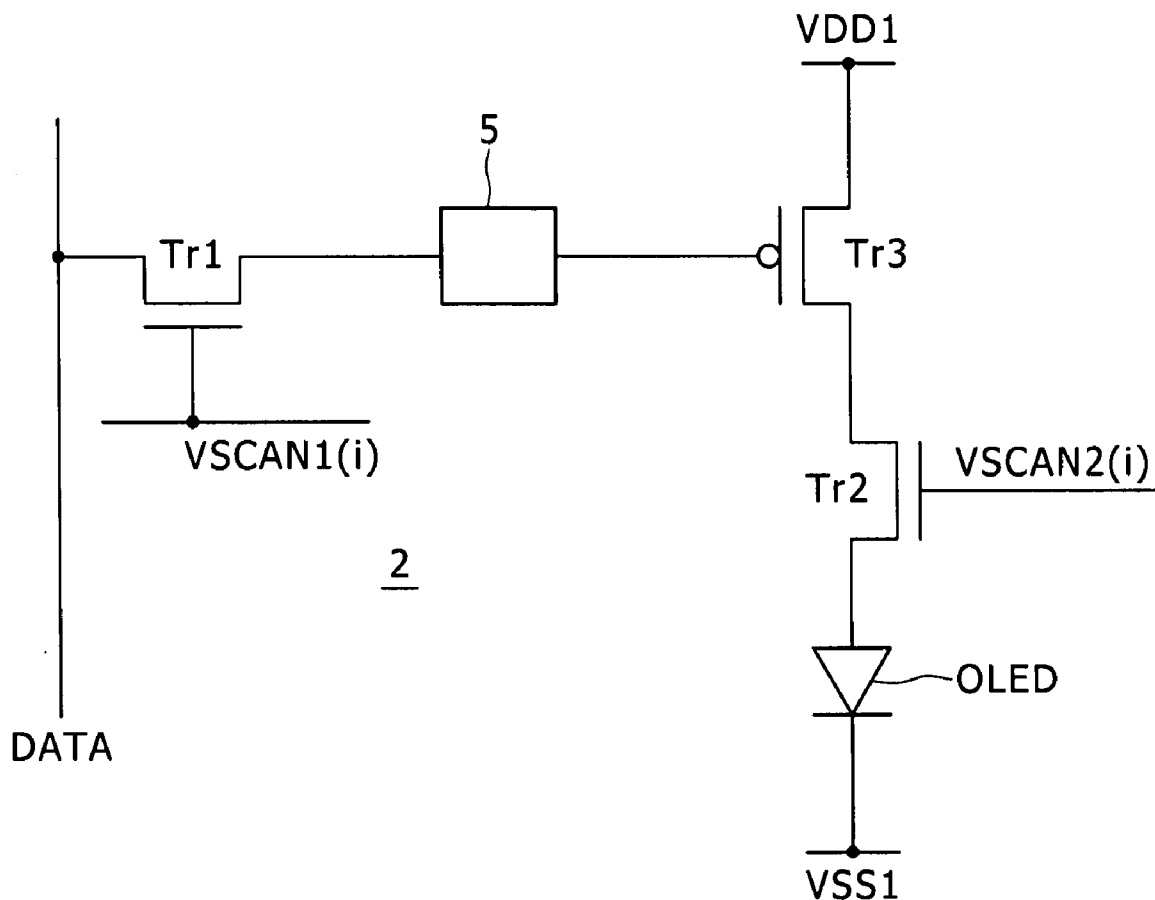 VDD1
5
Tr1
Tr3
VSCAN1(i)
VSCAN2(i)
Tr2
2
OLED
DATA
VSS1